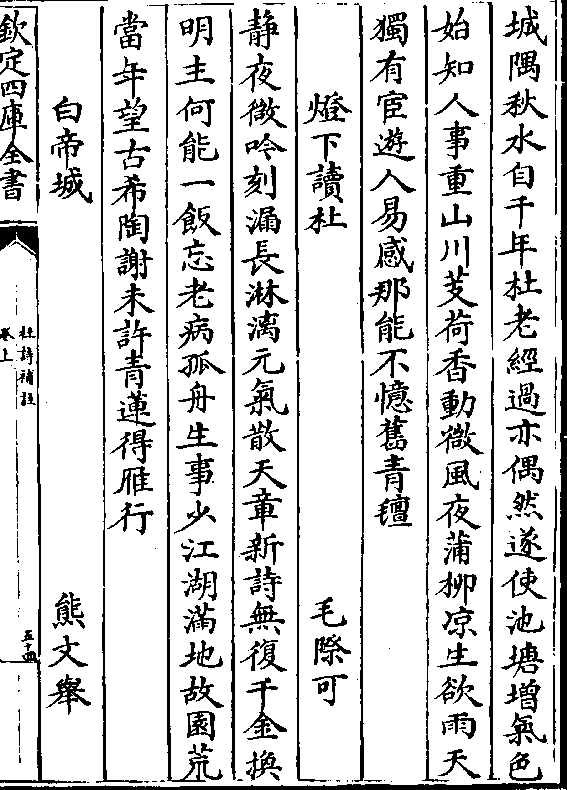 城隅秋水自千年杜老經過亦偶然遂使池塘增氣色
始知人事重山川芰荷香動微風夜蒲柳凉生欲雨天
獨有宦遊人易感那能不憶舊青氊
燈下讀杜　毛際可
静夜微吟刻漏長淋漓元氣散天章新詩無復千金換
明主何能一飯忘老病孤舟生事少江湖滿地故園荒
當年望古希陶謝未許青蓮得雁行
白帝城　熊文舉
欽定四庫全書
杜詩補註
卷上
五十四